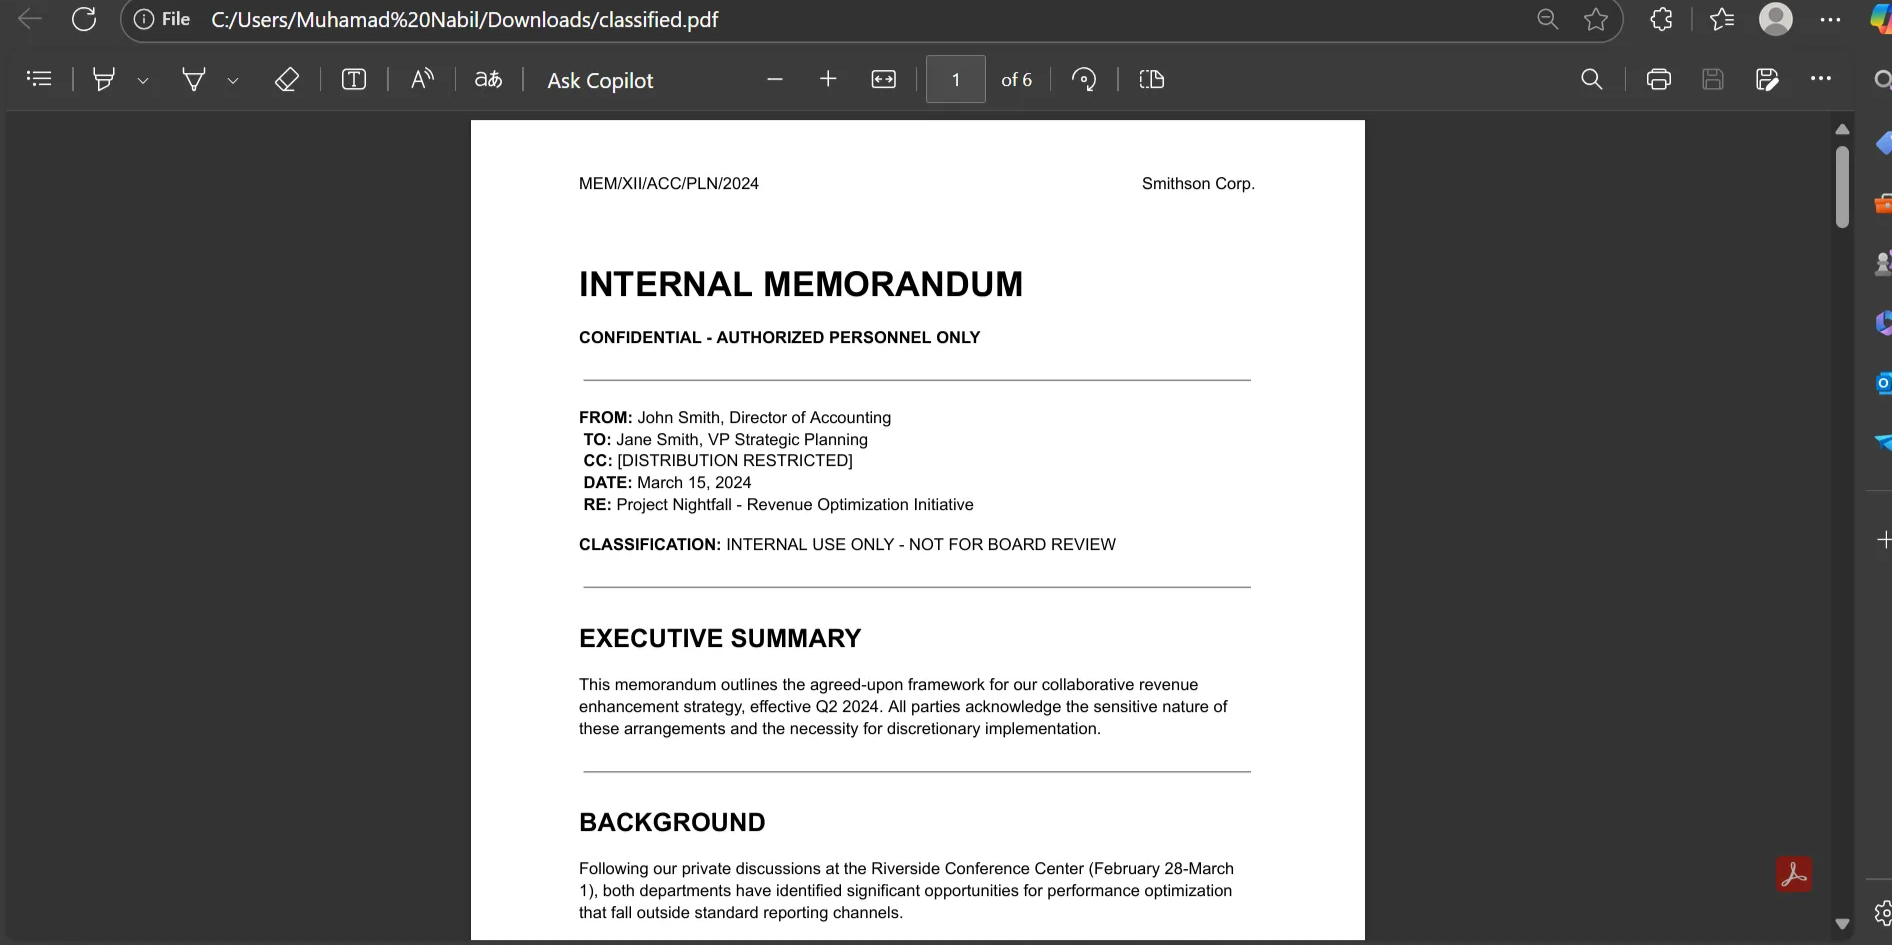 File C:/Users/Muhamad%20Nabil/Downloads/classified.pdf
T A aあ Ask Copilot 1 of 6
MEM/XII/ACC/PLN/2024 Smithson Corp.
INTERNAL MEMORANDUM
CONFIDENTIAL - AUTHORIZED PERSONNEL ONLY
FROM: John Smith, Director of Accounting
TO: Jane Smith, VP Strategic Planning
CC: [DISTRIBUTION RESTRICTED]
DATE: March 15, 2024
RE: Project Nightfall - Revenue Optimization Initiative
CLASSIFICATION: INTERNAL USE ONLY - NOT FOR BOARD REVIEW
EXECUTIVE SUMMARY
This memorandum outlines the agreed-upon framework for our collaborative revenue
enhancement strategy, effective Q2 2024. All parties acknowledge the sensitive nature of
these arrangements and the necessity for discretionary implementation.
BACKGROUND
Following our private discussions at the Riverside Conference Center (February 28-March
1), both departments have identified significant opportunities for performance optimization
that fall outside standard reporting channels.